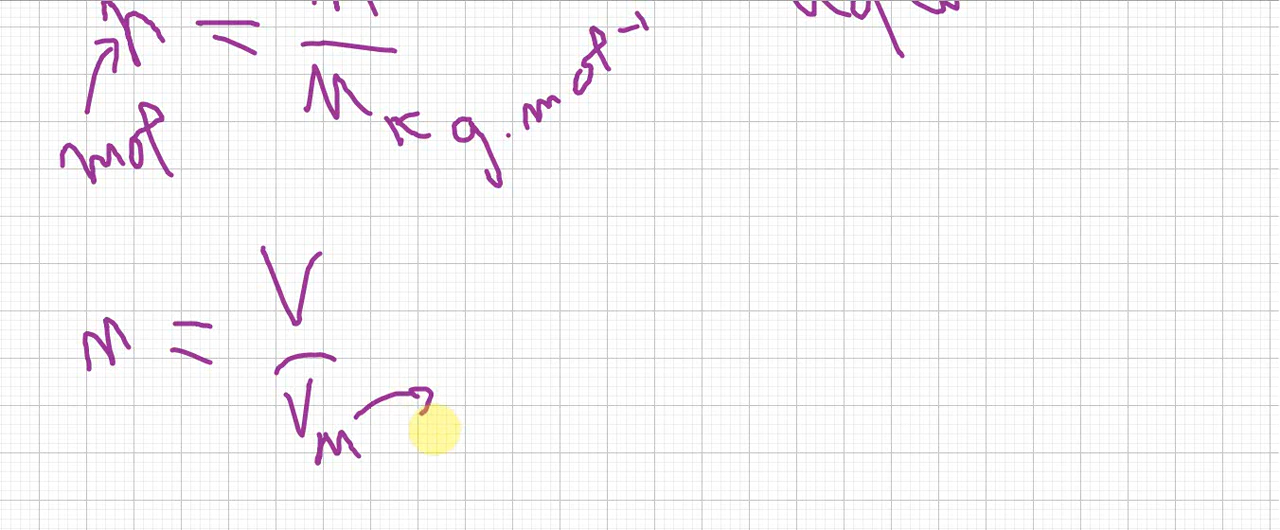 n =
M g.mol⁻¹
mol
n = V
Vm